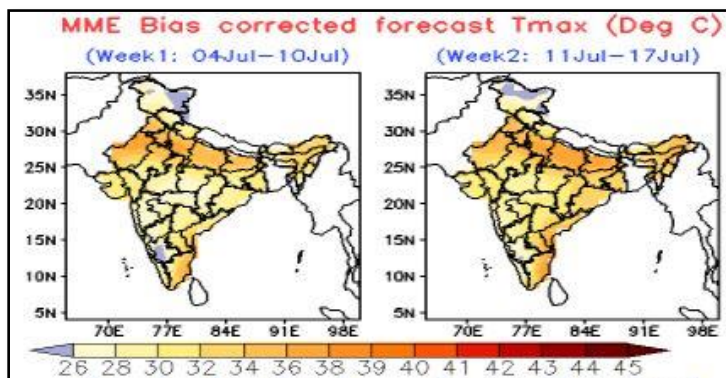 MME Bias corrected forecast Tmax (Deg C)
(Week1: 04Jul-10Jul) (Week2: 11Jul-17Jul)
35N 35N
30N 30N
25N 25N
20N 20N
15N 15N
10N 10N
5N 5N
70E 77E 84E 91E 98E 70E 77E 84E 91E 98E
26 28 30 32 34 36 38 39 40 41 42 43 44 45